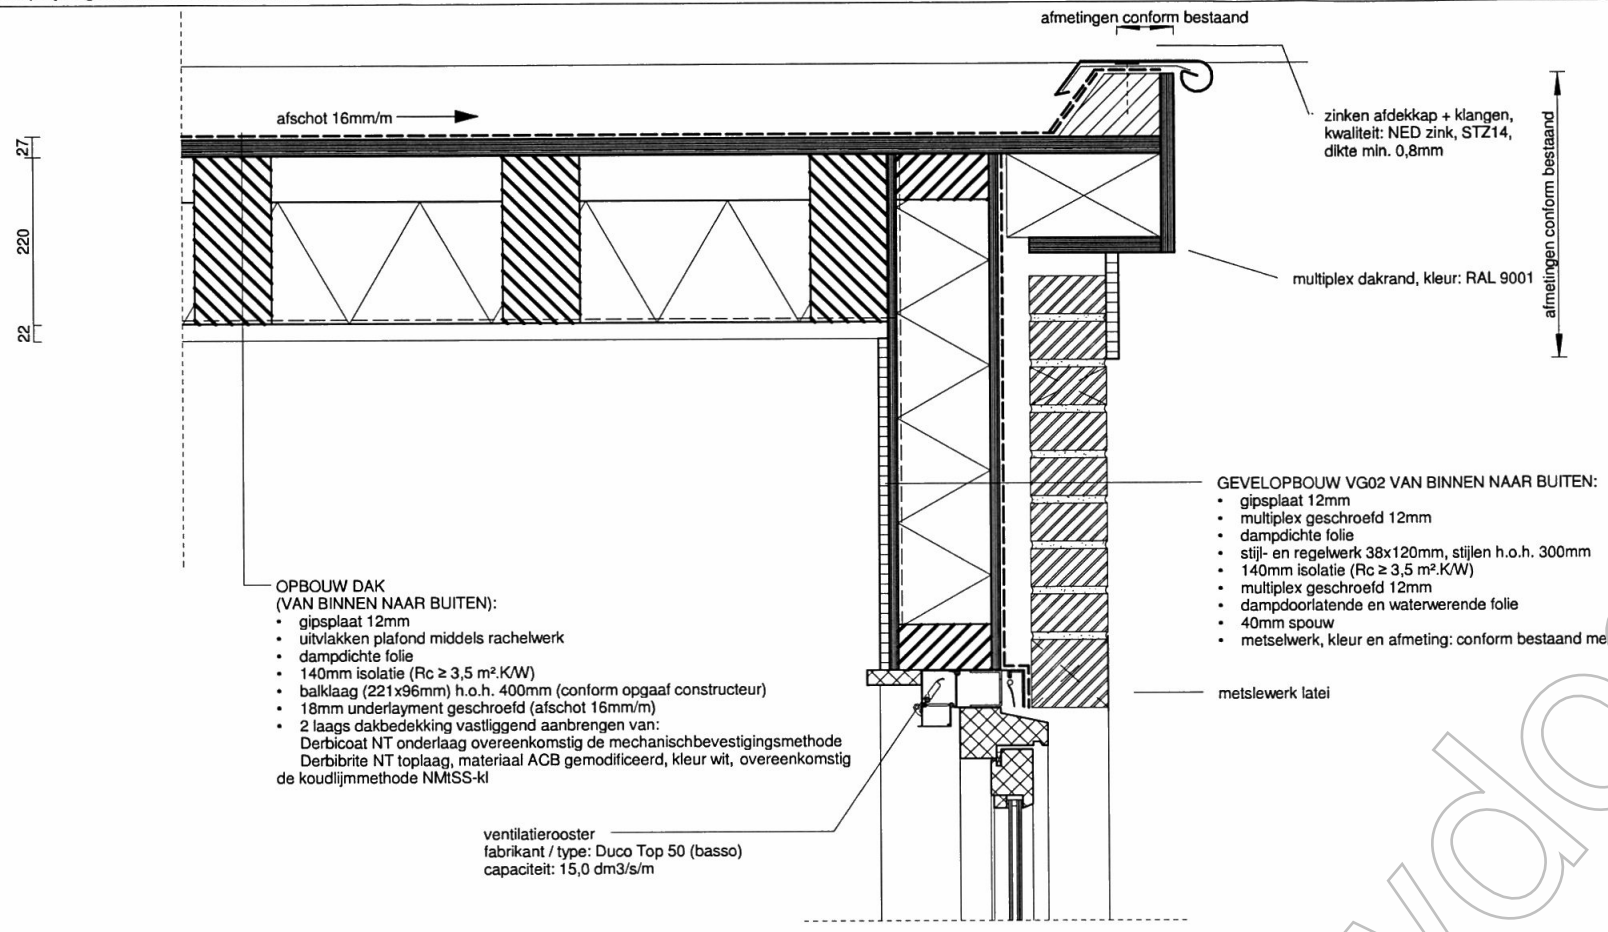 afmetingen conform bestaand
afschot 16mm/m
zinken afdekkap + klangen,
kwaliteit: NED zink, STZ14,
dikte min. 0,8mm
afmetingen conform bestaand
27
220
22
multiplex dakrand, kleur: RAL 9001
GEVELOPBOUW VG02 VAN BINNEN NAAR BUITEN:
• gipsplaat 12mm
• multiplex geschroefd 12mm
• dampdichte folie
• stijl- en regelwerk 38x120mm, stijlen h.o.h. 300mm
• 140mm isolatie (Rc ≥ 3,5 m².K/W)
• multiplex geschroefd 12mm
• dampdoorlatende en waterwerende folie
• 40mm spouw
• metselwerk, kleur en afmeting: conform bestaand me
metslewerk latei
OPBOUW DAK
(VAN BINNEN NAAR BUITEN):
• gipsplaat 12mm
• uitvlakken plafond middels rachelwerk
• dampdichte folie
• 140mm isolatie (Rc ≥ 3,5 m².K/W)
• balklaag (221x96mm) h.o.h. 400mm (conform opgaaf constructeur)
• 18mm underlayment geschroefd (afschot 16mm/m)
• 2 laags dakbedekking vastliggend aanbrengen van:
Derbicoat NT onderlaag overeenkomstig de mechanischbevestigingsmethode
Derbibrite NT toplaag, materiaal ACB gemodificeerd, kleur wit, overeenkomstig
de koudlijmmethode NMtSS-kl
ventilatierooster
fabrikant / type: Duco Top 50 (basso)
capaciteit: 15,0 dm3/s/m